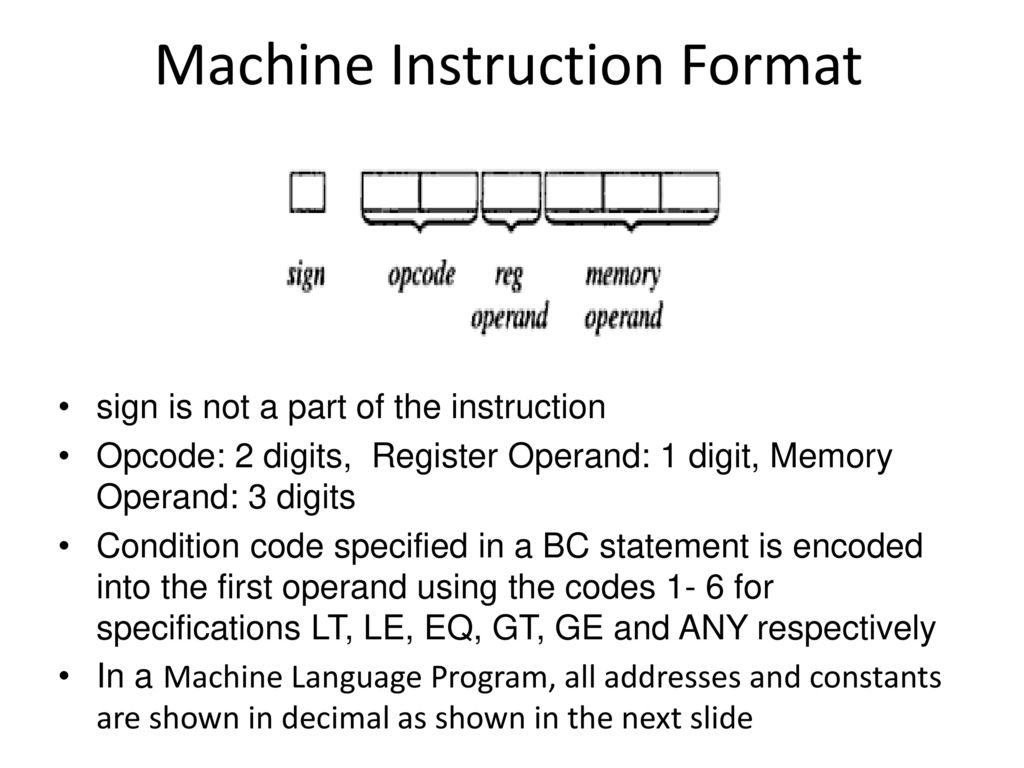 Machine Instruction Format
sign opcode reg memory
operand operand
• sign is not a part of the instruction
• Opcode: 2 digits, Register Operand: 1 digit, Memory
Operand: 3 digits
• Condition code specified in a BC statement is encoded
into the first operand using the codes 1- 6 for
specifications LT, LE, EQ, GT, GE and ANY respectively
• In a Machine Language Program, all addresses and constants
are shown in decimal as shown in the next slide